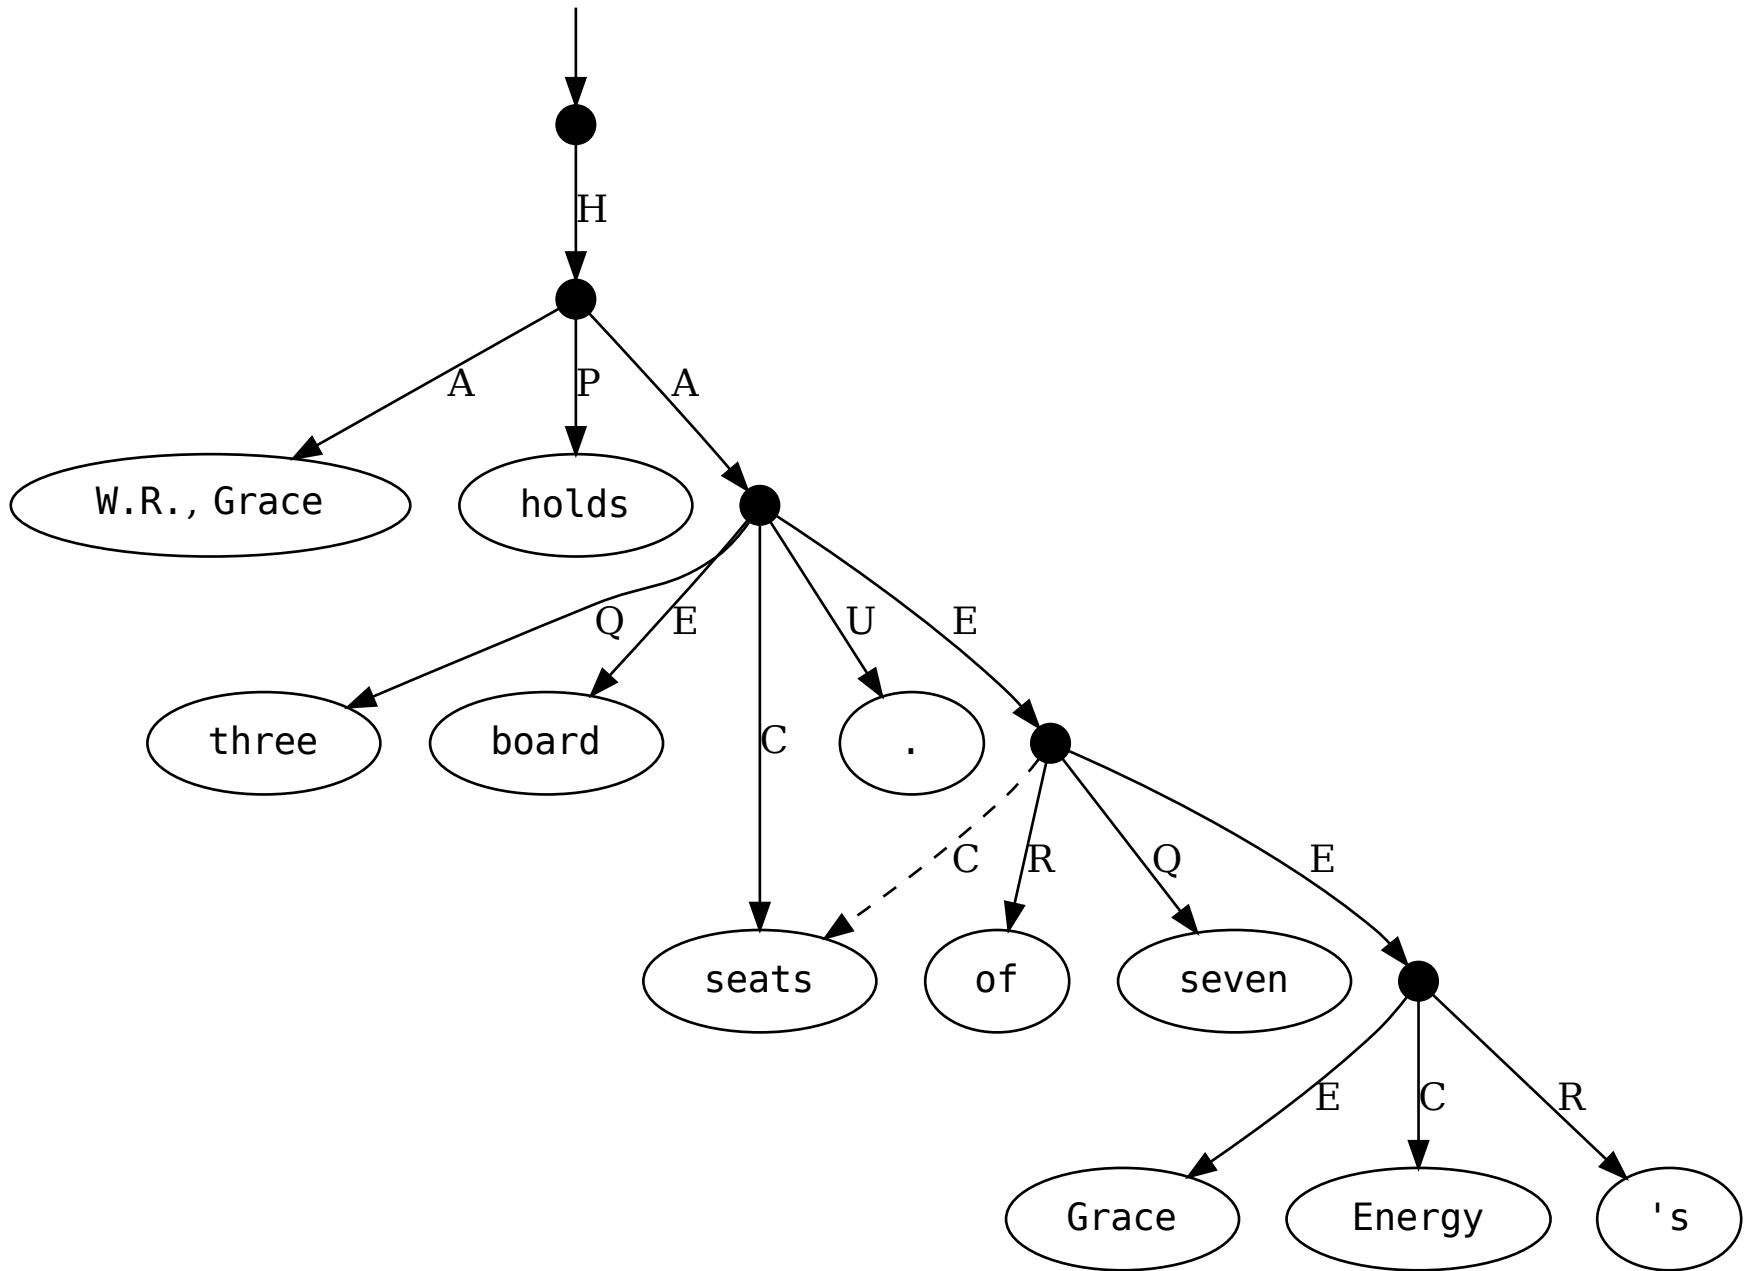 H
A P A
W.R., Grace holds
Q E U E
three board C .
C R Q E
seats of seven
E C R
Grace Energy 's